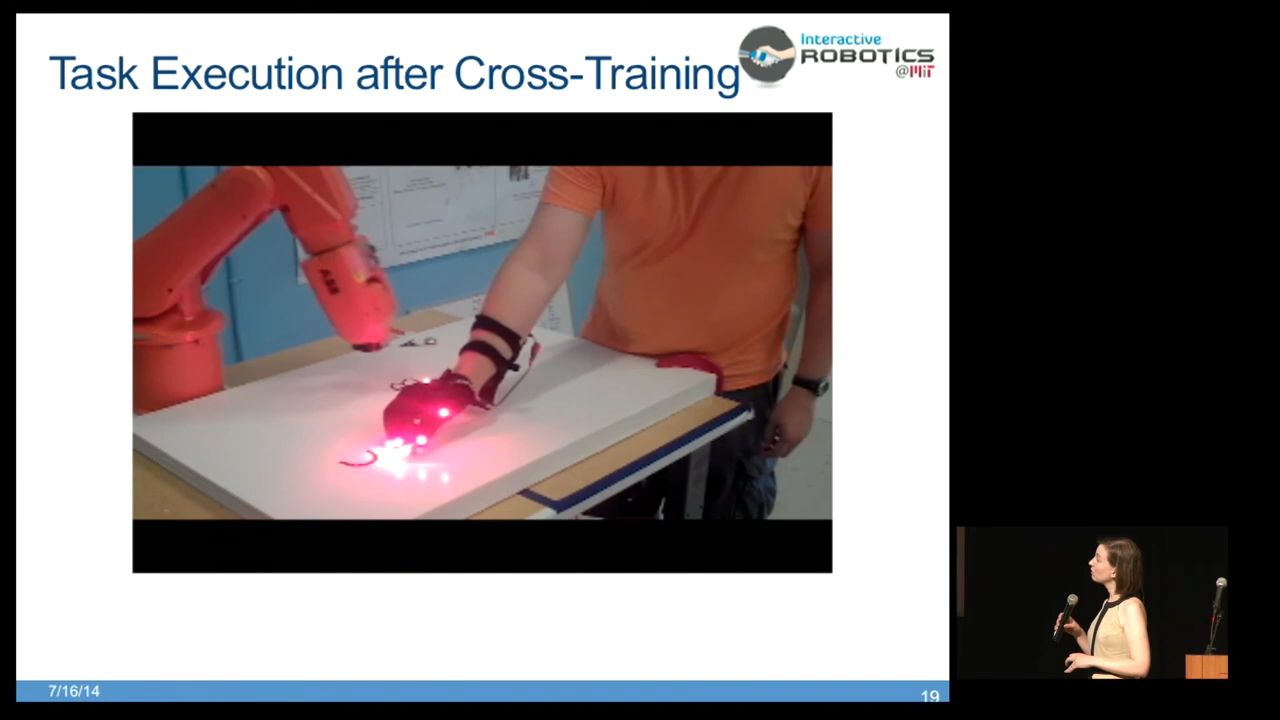 Task Execution after Cross-Training
Interactive
ROBOTICS
@MIT
ABB
7/16/14
19